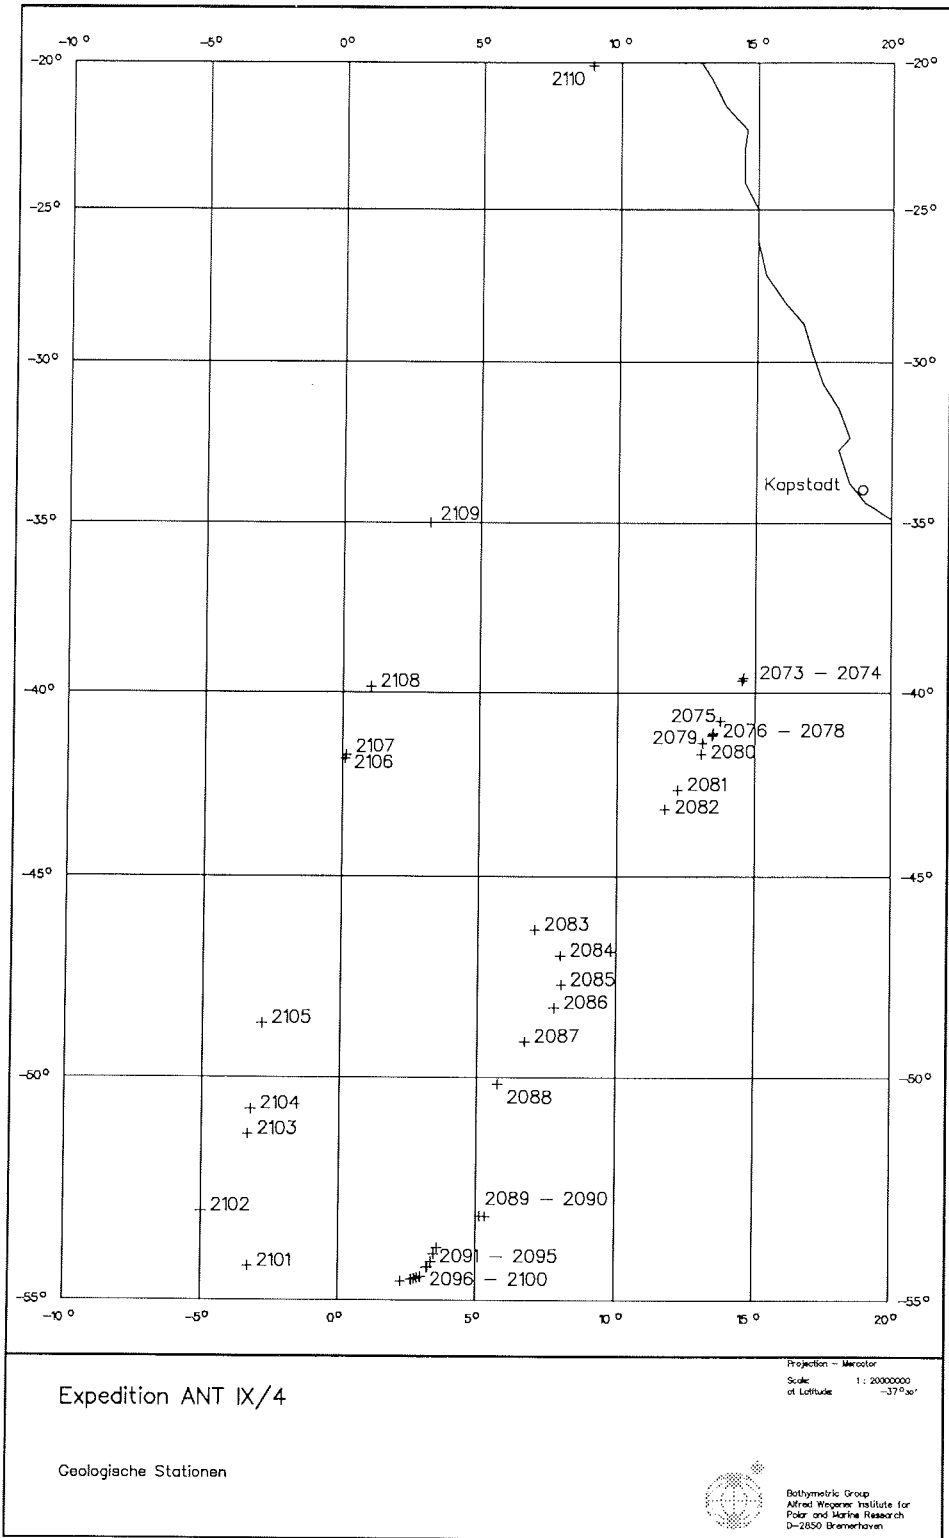 -10° -5° 0° 5° 10° 15° 20°
-20° -20°
2110
-25° -25°
-30° -30°
Kapstadt
-35° 2109 -35°
2073 - 2074
-40° 2108 -40°
2075
2076 - 2078
2079
2107
2080
2106
2081
2082
-45° -45°
2083
2084
2085
2086
2105
2087
-50° -50°
2088
2104
2103
2089 - 2090
2102
2091 - 2095
2101
2096 - 2100
-55° -55°
-10° -5° 0° 5° 10° 15° 20°
Projection - Mercator
Scale 1 : 20000000
at Latitude -37°30'
Expedition ANT IX/4
Geologische Stationen
Bathymetric Group
Alfred Wegener Institute for
Polar and Marine Research
D-2850 Bremerhaven